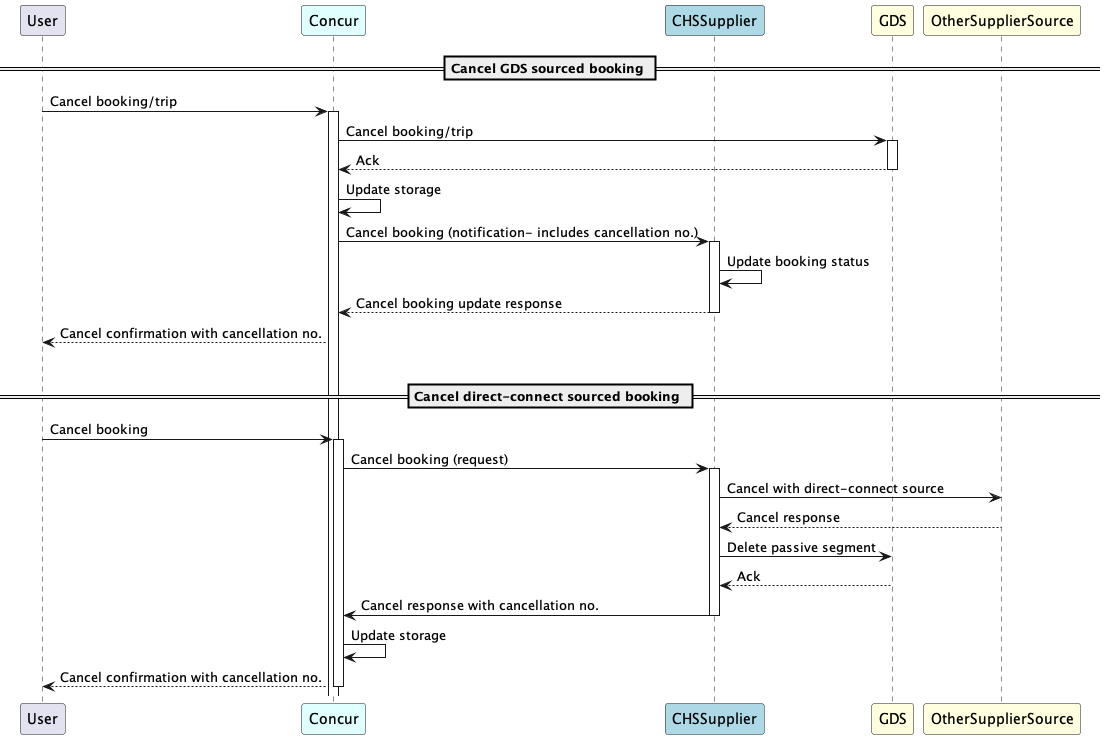 User Concur CHSSupplier GDS OtherSupplierSource
Cancel GDS sourced booking
Cancel booking/trip
Cancel booking/trip
Ack
Update storage
Cancel booking (notification- includes cancellation no.)
Update booking status
Cancel booking update response
Cancel confirmation with cancellation no.
Cancel direct-connect sourced booking
Cancel booking
Cancel booking (request)
Cancel with direct-connect source
Cancel response
Delete passive segment
Ack
Cancel response with cancellation no.
Update storage
Cancel confirmation with cancellation no.
User Concur CHSSupplier GDS OtherSupplierSource